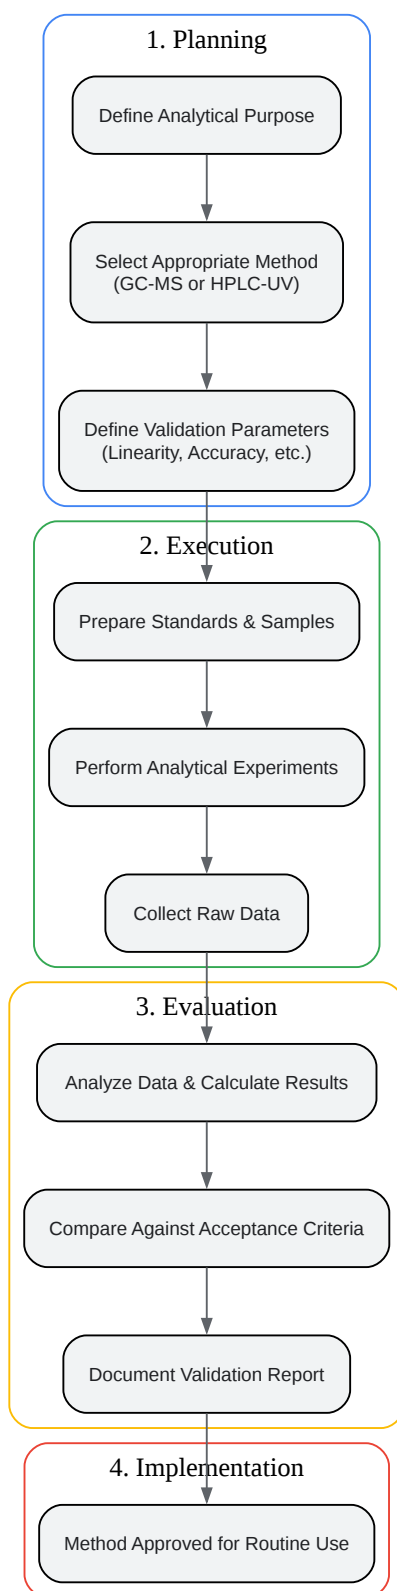 1. Planning
Define Analytical Purpose
Select Appropriate Method
(GC-MS or HPLC-UV)
Define Validation Parameters
(Linearity, Accuracy, etc.)
2. Execution
Prepare Standards & Samples
Perform Analytical Experiments
Collect Raw Data
3. Evaluation
Analyze Data & Calculate Results
Compare Against Acceptance Criteria
Document Validation Report
4. Implementation
Method Approved for Routine Use